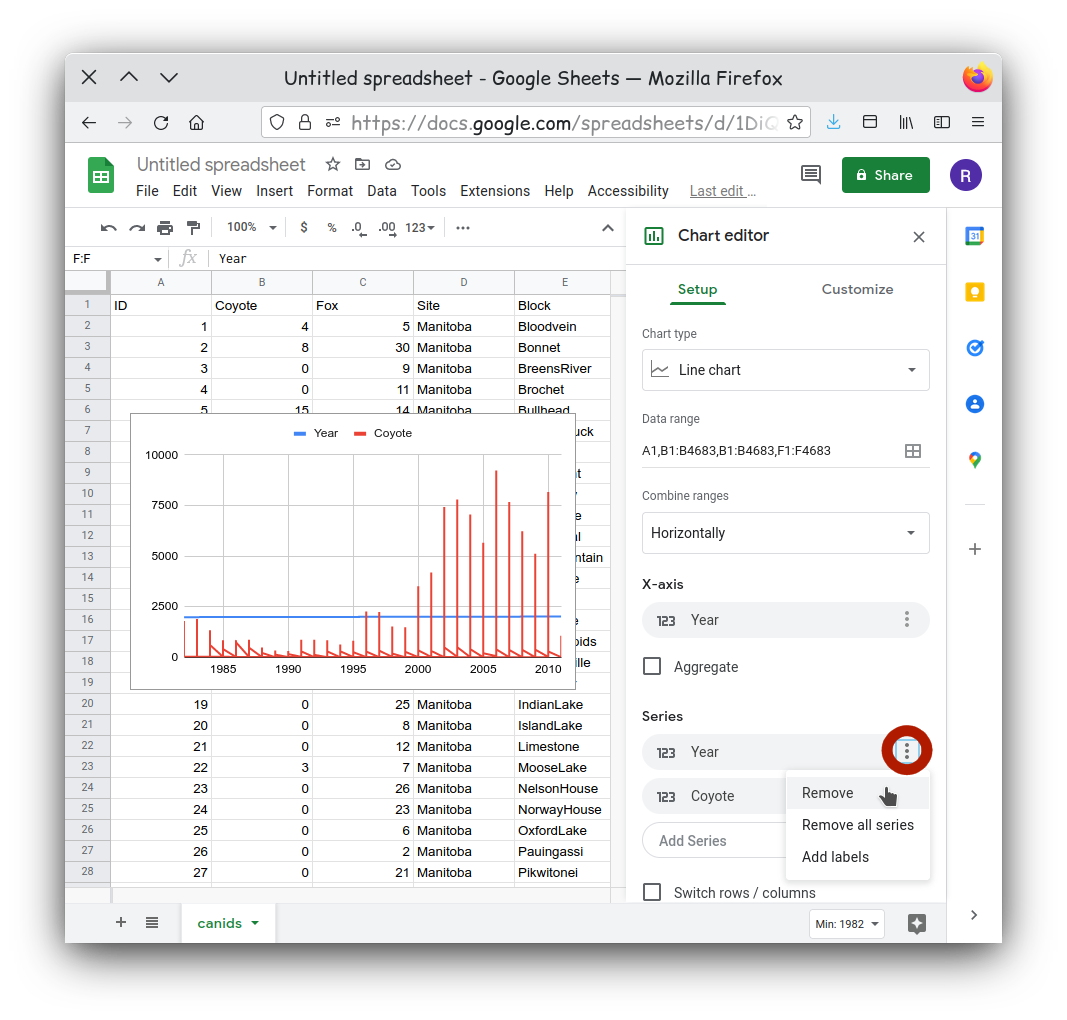 Untitled spreadsheet - Google Sheets — Mozilla Firefox
https://docs.google.com/spreadsheets/d/1DiQ
Untitled spreadsheet
File Edit View Insert Format Data Tools Extensions Help Accessibility Last edit …
Share
R
100% $ % .0 .00 123
Chart editor
31
F:F fx Year
Setup Customize
A B C D E
1 ID Coyote Fox Site Block
2 1 4 5 Manitoba Bloodvein
3 2 8 30 Manitoba Bonnet
4 3 0 9 Manitoba BreensRiver
5 4 0 11 Manitoba Brochet
6 5 15 14 Manitoba Bullhead
7 uck
8
9 t
10
11 e
12 al
13 ntain
14 e
15
16 e
17 oids
18 ille
19
20 19 0 25 Manitoba IndianLake
21 20 0 8 Manitoba IslandLake
22 21 0 12 Manitoba Limestone
23 22 3 7 Manitoba MooseLake
24 23 0 26 Manitoba NelsonHouse
25 24 0 23 Manitoba NorwayHouse
26 25 0 6 Manitoba OxfordLake
27 26 0 2 Manitoba Pauingassi
28 27 0 21 Manitoba Pikwitonei
Year Coyote
10000
7500
5000
2500
0
1985 1990 1995 2000 2005 2010
Chart type
Line chart
Data range
A1,B1:B4683,B1:B4683,F1:F4683
Combine ranges
Horizontally
X-axis
123 Year
Aggregate
Series
123 Year
123 Coyote
Add Series
Remove
Remove all series
Add labels
Switch rows / columns
canids
Min: 1982